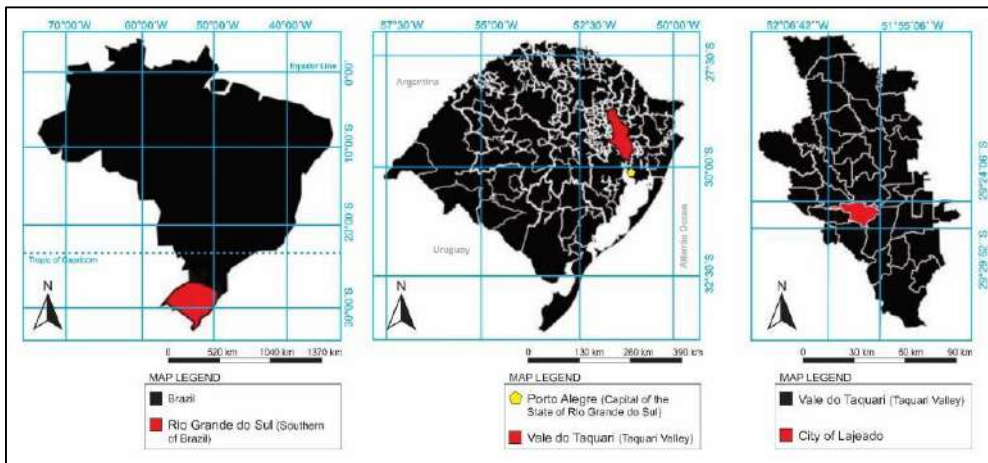 70°00'W 60°00'W 50°00'W 40°00'W
Equator Line
0°00'
10°00'S
20°00'S
Tropic of Capricorn
30°00'S
N
0 520 km 1040 km 1320 km
MAP LEGEND
Brazil
Rio Grande do Sul (Southern
of Brazil)
57°30'W 55°00'W 52°30'W 50°00'W
Argentina
27°30'S
30°00'S
Uruguay
Atlantic Ocean
32°30'S
N
0 130 km 260 km 390 km
MAP LEGEND
Porto Alegre (Capital of the
State of Rio Grande do Sul)
Vale do Taquari (Taquari Valley)
52°06'42"W 51°55'06"W
29°24'06"S
29°29'52"S
N
0 30 km 60 km 90 km
MAP LEGEND
Vale do Taquari (Taquari Valley)
City of Lajeado